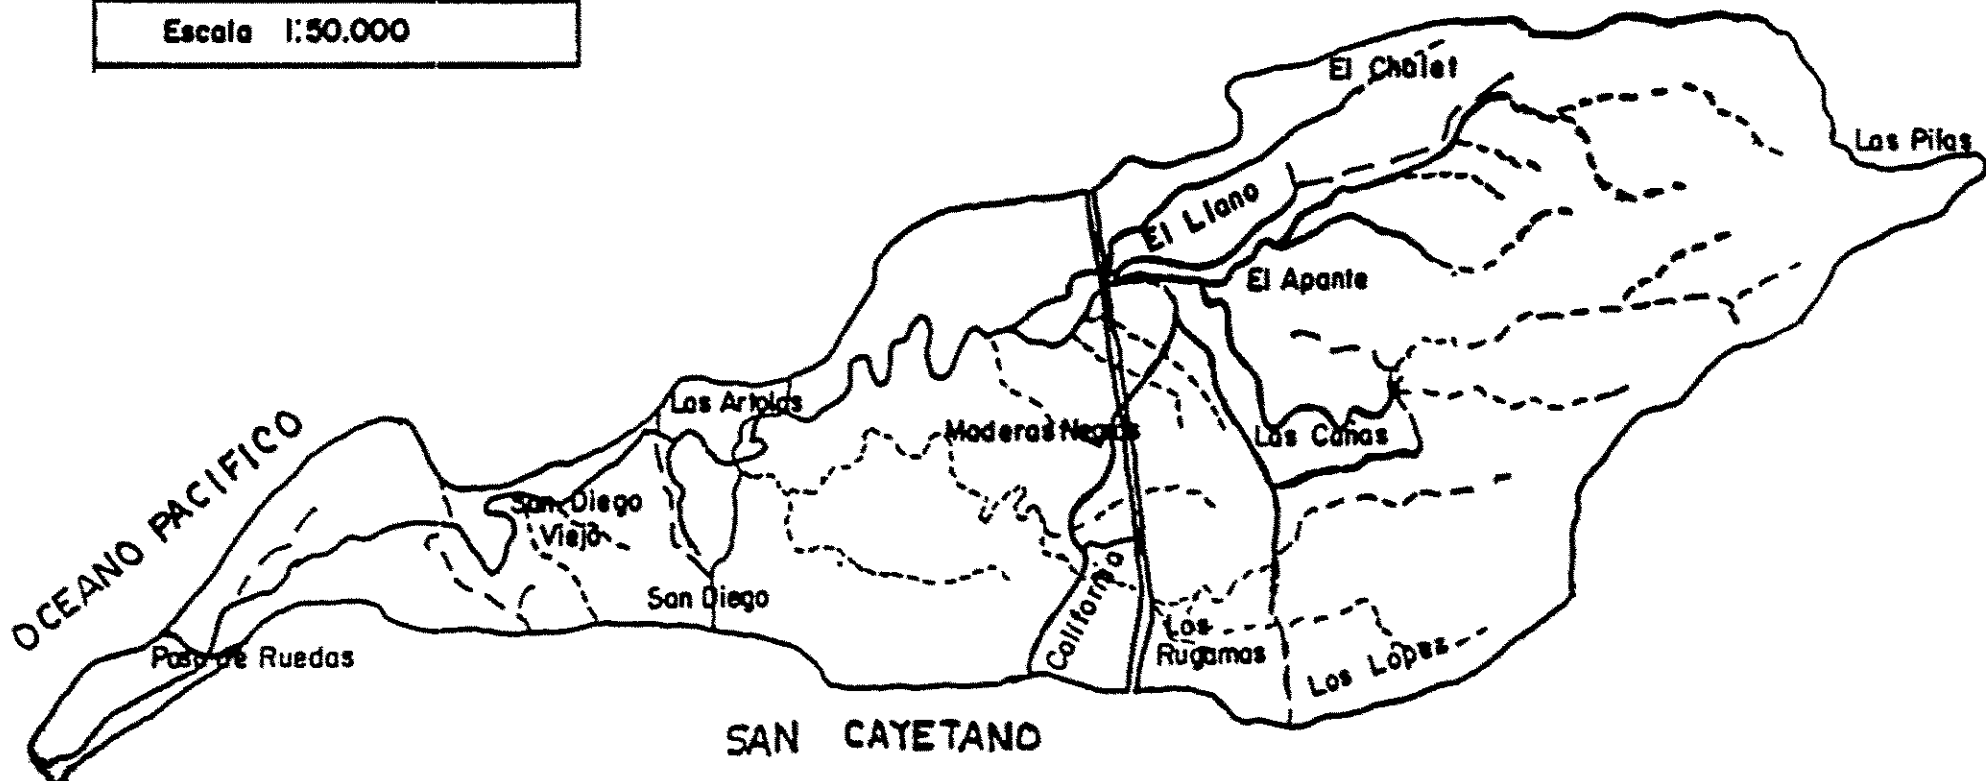 Escala 1:50.000
El Chalet
Las Pilas
El Llano
El Apante
Las Artolas
Maderas Negras
Las Cañas
OCEANO PACIFICO
San Diego
Viejo
San Diego
California
Los
Rugamas
Los Lopez
Paso de Ruedas
SAN CAYETANO